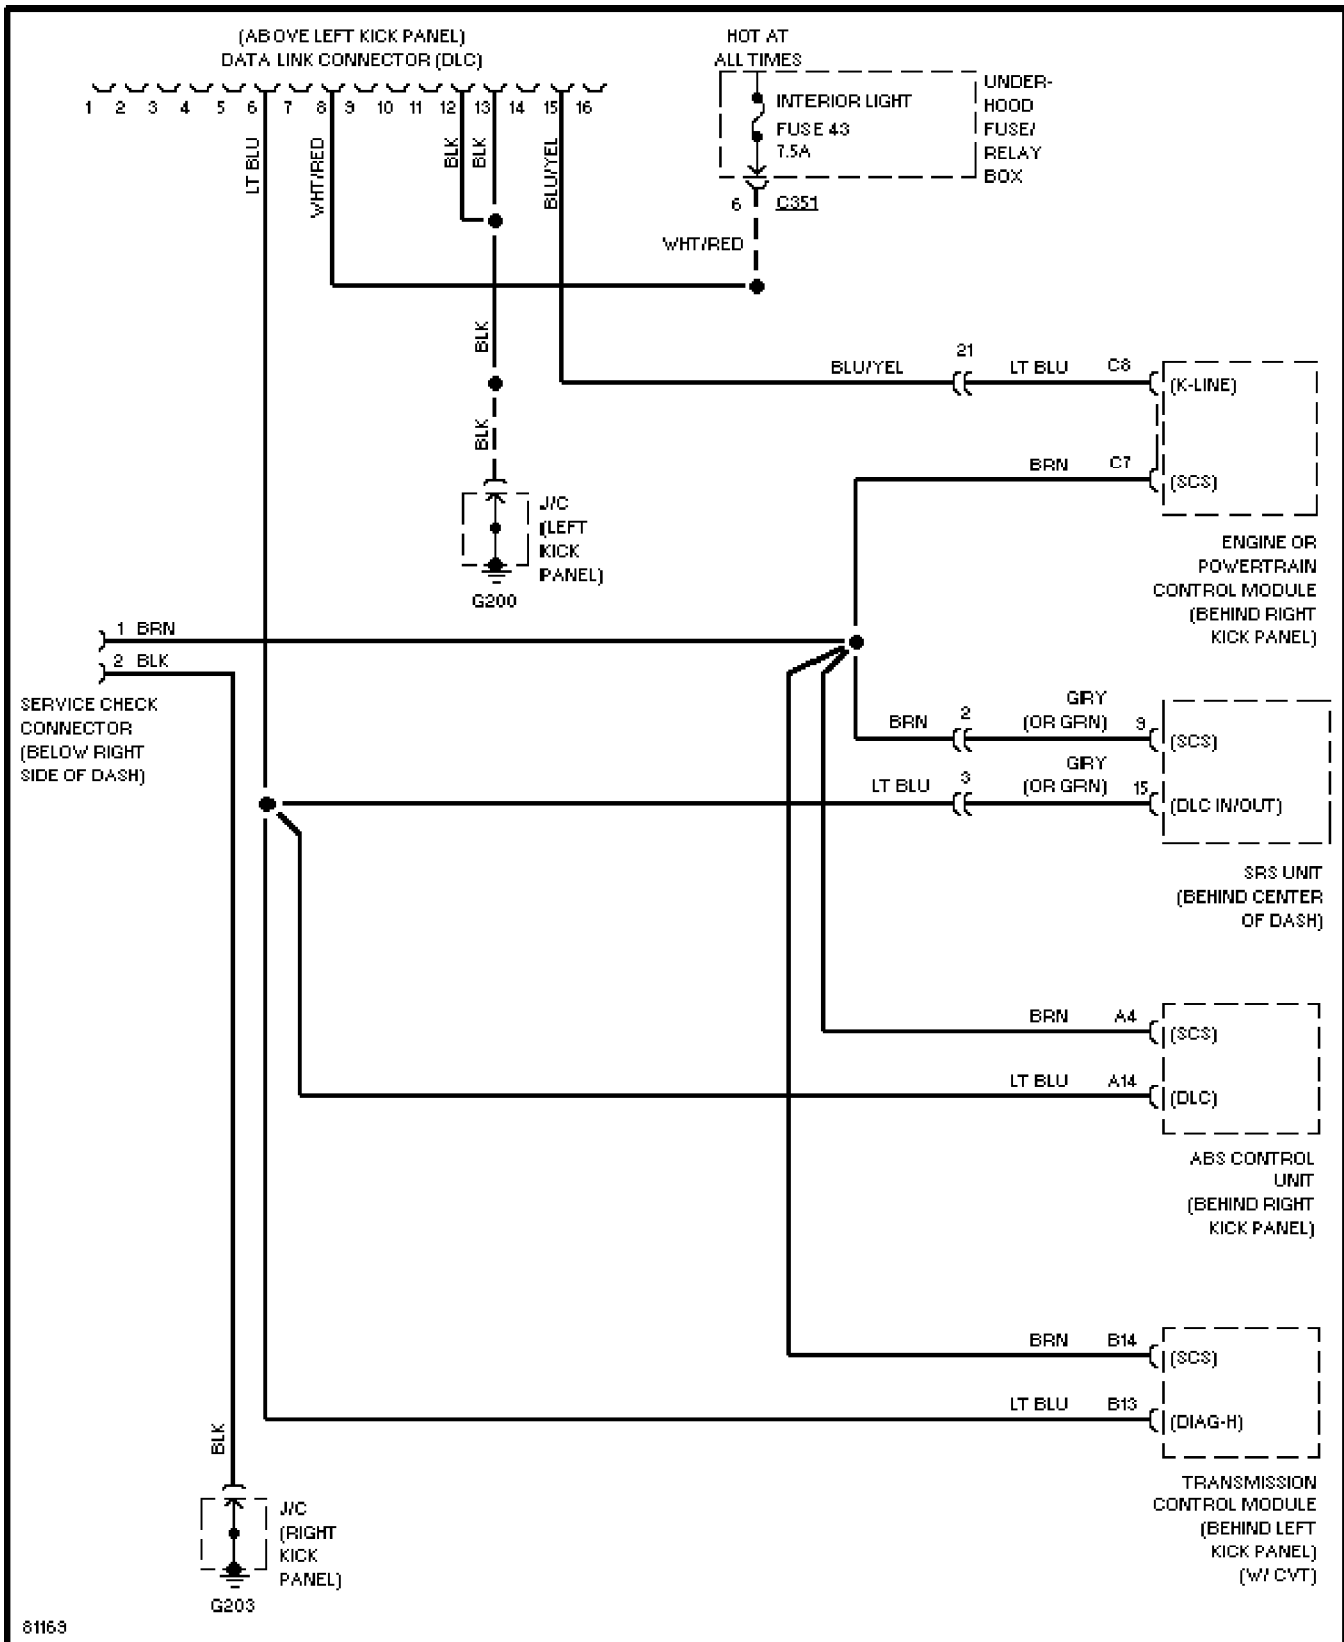 (ABOVE LEFT KICK PANEL)
DATA LINK CONNECTOR (DLC)
1 2 3 4 5 6 7 8 9 10 11 12 13 14 15 16
LT BLU
WHT/RED
BLK
BLK
BLU/YEL
HOT AT
ALL TIMES
INTERIOR LIGHT
FUSE 43
7.5A
UNDER-
HOOD
FUSE/
RELAY
BOX
6 C351
WHT/RED
BLK
BLK
J/C
(LEFT
KICK
PANEL)
G200
BLU/YEL 21 LT BLU C8
(K-LINE)
BRN C7
(SCS)
ENGINE OR
POWERTRAIN
CONTROL MODULE
(BEHIND RIGHT
KICK PANEL)
1 BRN
2 BLK
SERVICE CHECK
CONNECTOR
(BELOW RIGHT
SIDE OF DASH)
BRN 2 GRY
(OR GRN) 9
(SCS)
LT BLU 3 GRY
(OR GRN) 15
(DLC IN/OUT)
SRS UNIT
(BEHIND CENTER
OF DASH)
BRN A4
(SCS)
LT BLU A14
(DLC)
ABS CONTROL
UNIT
(BEHIND RIGHT
KICK PANEL)
BRN B14
(SCS)
LT BLU B13
(DIAG-H)
TRANSMISSION
CONTROL MODULE
(BEHIND LEFT
KICK PANEL)
(W/ CVT)
BLK
J/C
(RIGHT
KICK
PANEL)
G203
81169